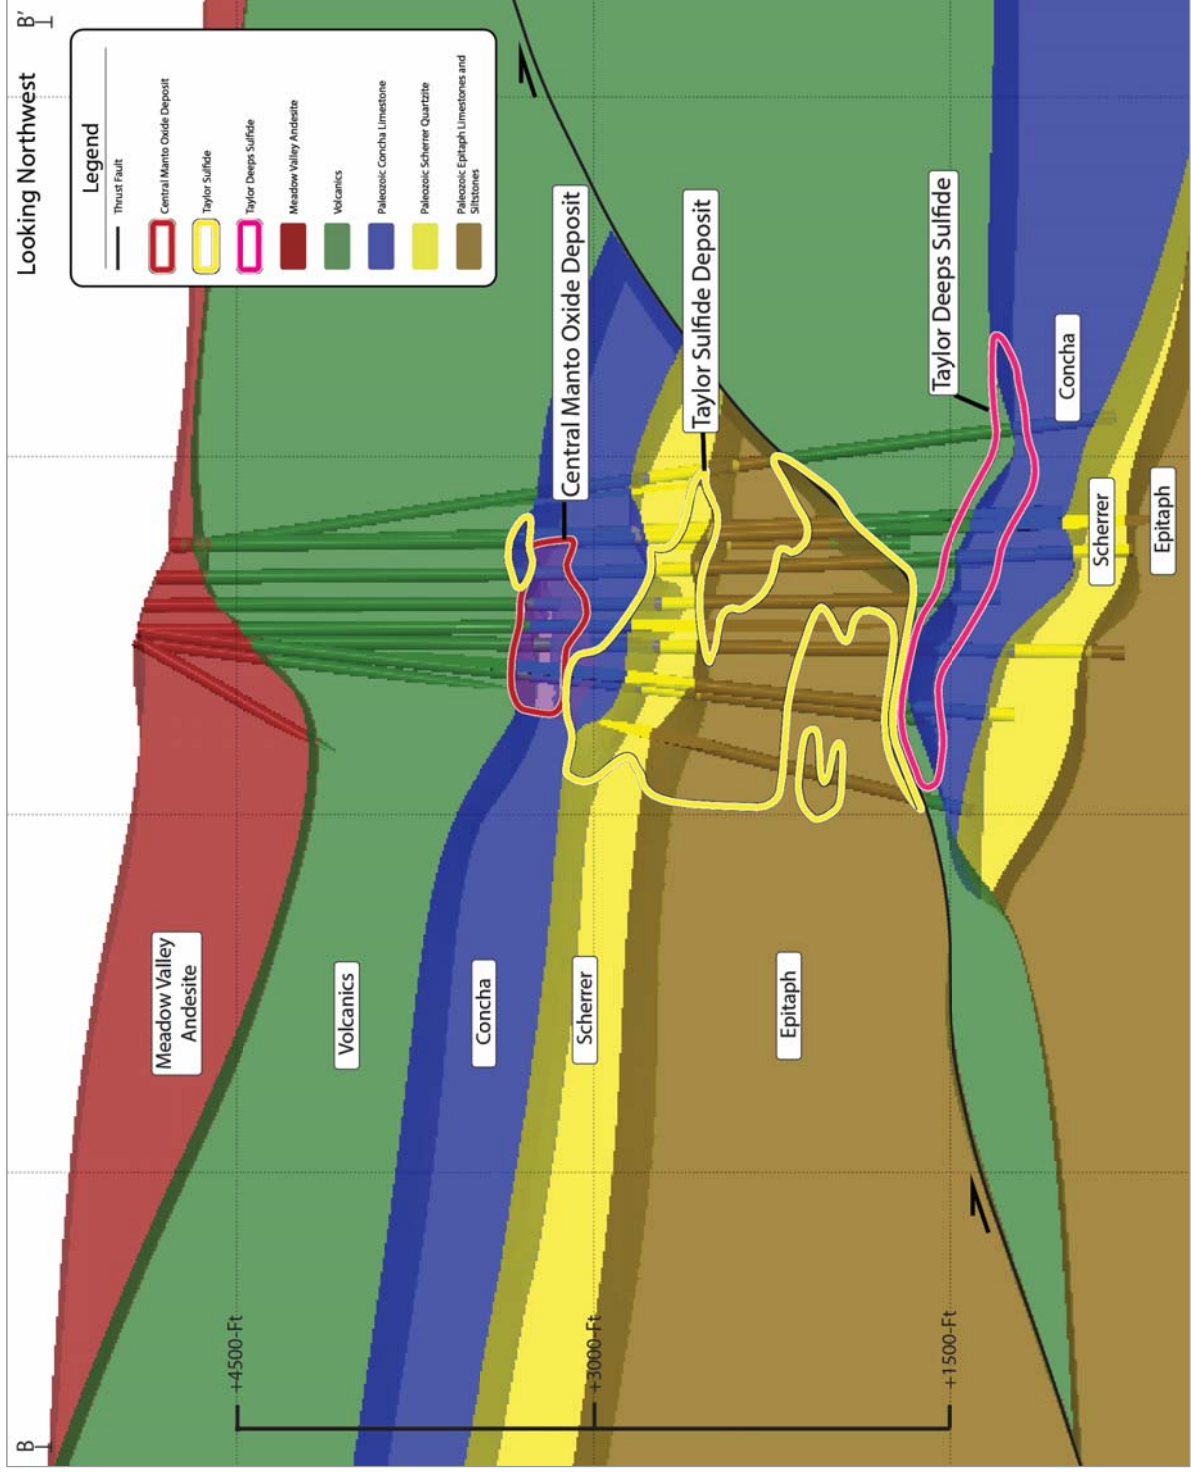 B
Looking Northwest
B'
Legend
Thrust Fault
Central Manto Oxide Deposit
Taylor Sulfide
Taylor Deeps Sulfide
Meadow Valley Andesite
Volcanics
Paleozoic Concha Limestone
Paleozoic Scherrer Quartzite
Paleozoic Epitaph Limestones and
Siltstones
Meadow Valley
Andesite
+4500-Ft
Volcanics
Concha
Central Manto Oxide Deposit
Scherrer
+3000-Ft
Taylor Sulfide Deposit
Epitaph
Taylor Deeps Sulfide
+1500-Ft
Concha
Scherrer
Epitaph